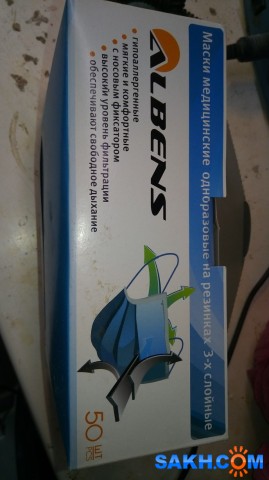 Маски медицинские одноразовые на резинках 3-х слойные
ALBENS
• гипоаллергенные
• мягкие и комфортные
с носовым фиксатором
• высокий уровень фильтрации
• обеспечивают свободное дыхание
50 шт
SAKH.COM